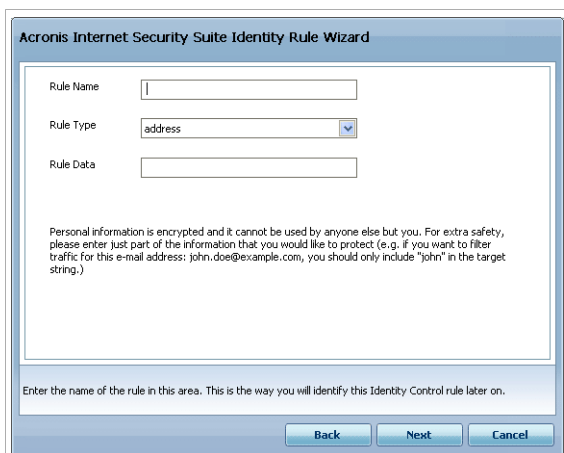 Acronis Internet Security Suite Identity Rule Wizard
Rule Name
Rule Type
address
Rule Data
Personal information is encrypted and it cannot be used by anyone else but you. For extra safety,
please enter just part of the information that you would like to protect (e.g. if you want to filter
traffic for this e-mail address: john.doe@example.com, you should only include "john" in the target
string.)
Enter the name of the rule in this area. This is the way you will identify this Identity Control rule later on.
Back
Next
Cancel